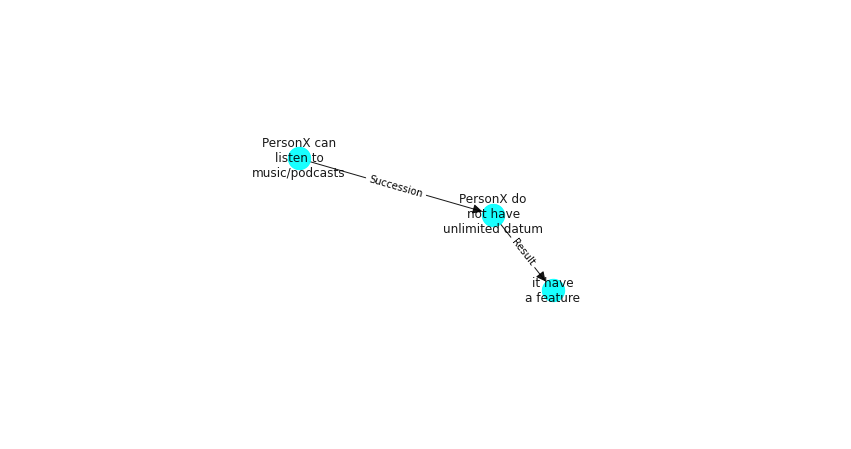 PersonX can
listen to
music/podcasts
Succession
PersonX do
not have
unlimited datum
Result
it have
a feature